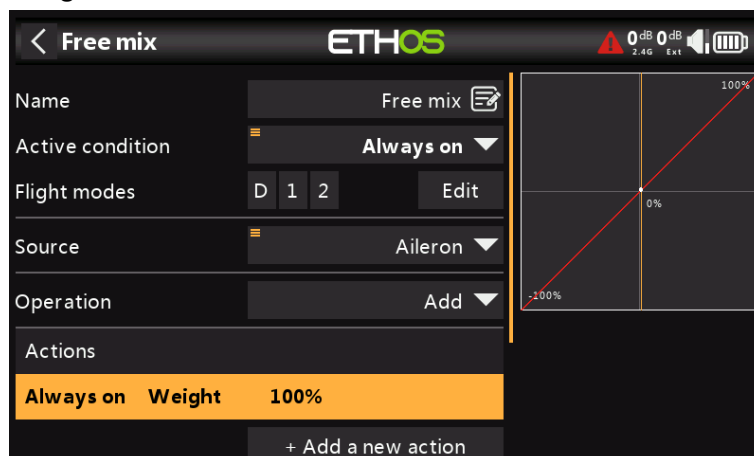 Free mix ETHOS 0dB 2.4G 0dB Ext
Name Free mix
Active condition Always on
Flight modes D 1 2 Edit
Source Aileron
Operation Add
Actions
Always on Weight 100%
+ Add a new action
100%
0%
-100%